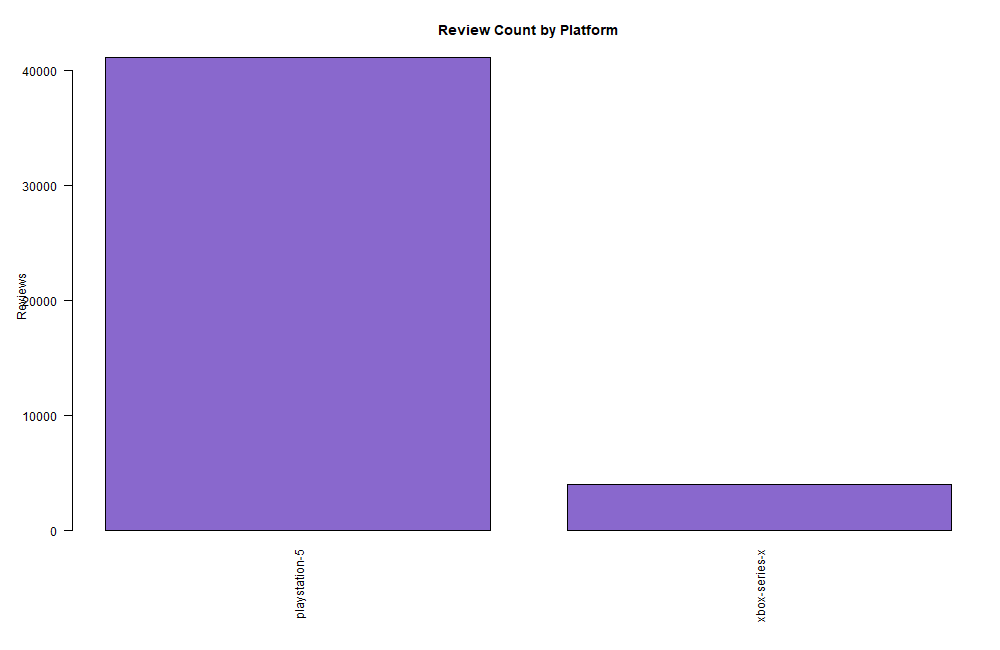 Review Count by Platform
Reviews
40000
30000
20000
10000
0
playstation-5
xbox-series-x